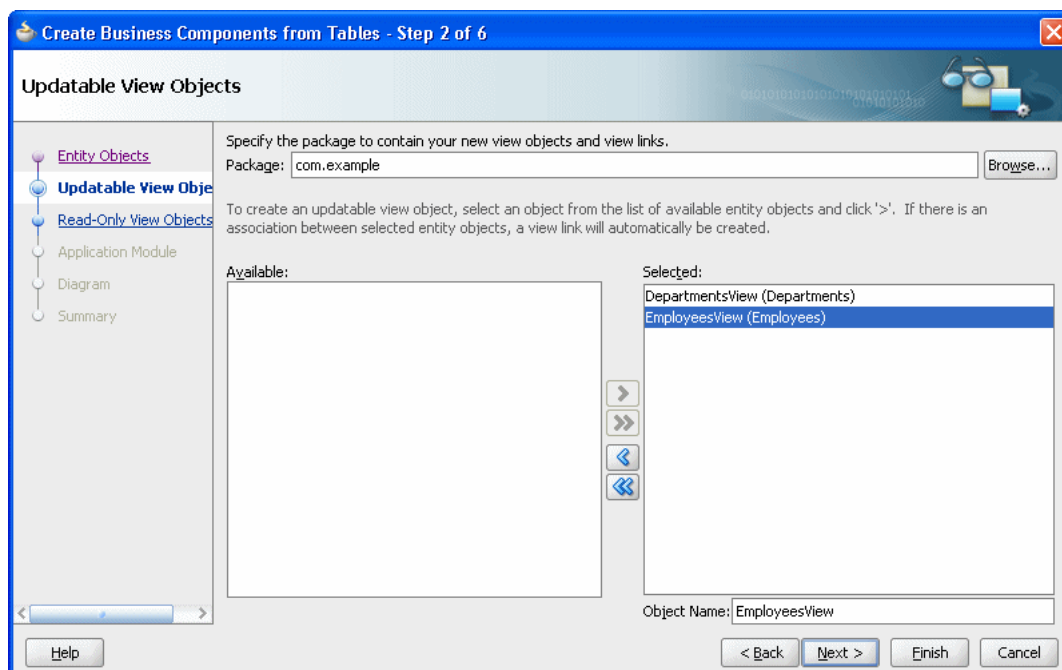 Create Business Components from Tables - Step 2 of 6
Updatable View Objects
Entity Objects
Updatable View Obje
Read-Only View Objects
Application Module
Diagram
Summary
Specify the package to contain your new view objects and view links.
Package: com.example Browse...
To create an updatable view object, select an object from the list of available entity objects and click '>'. If there is an
association between selected entity objects, a view link will automatically be created.
Available:
Selected:
DepartmentsView (Departments)
EmployeesView (Employees)
Object Name: EmployeesView
Help < Back Next > Finish Cancel